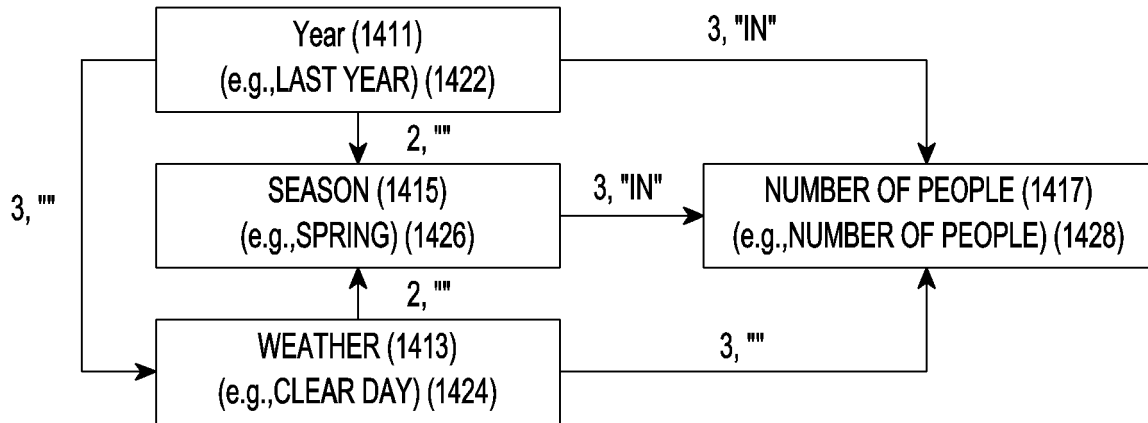 Year (1411)
(e.g.,LAST YEAR) (1422)
3, "IN"
2, ""
3, ""
SEASON (1415)
(e.g.,SPRING) (1426)
3, "IN"
NUMBER OF PEOPLE (1417)
(e.g.,NUMBER OF PEOPLE) (1428)
2, ""
WEATHER (1413)
(e.g.,CLEAR DAY) (1424)
3, ""